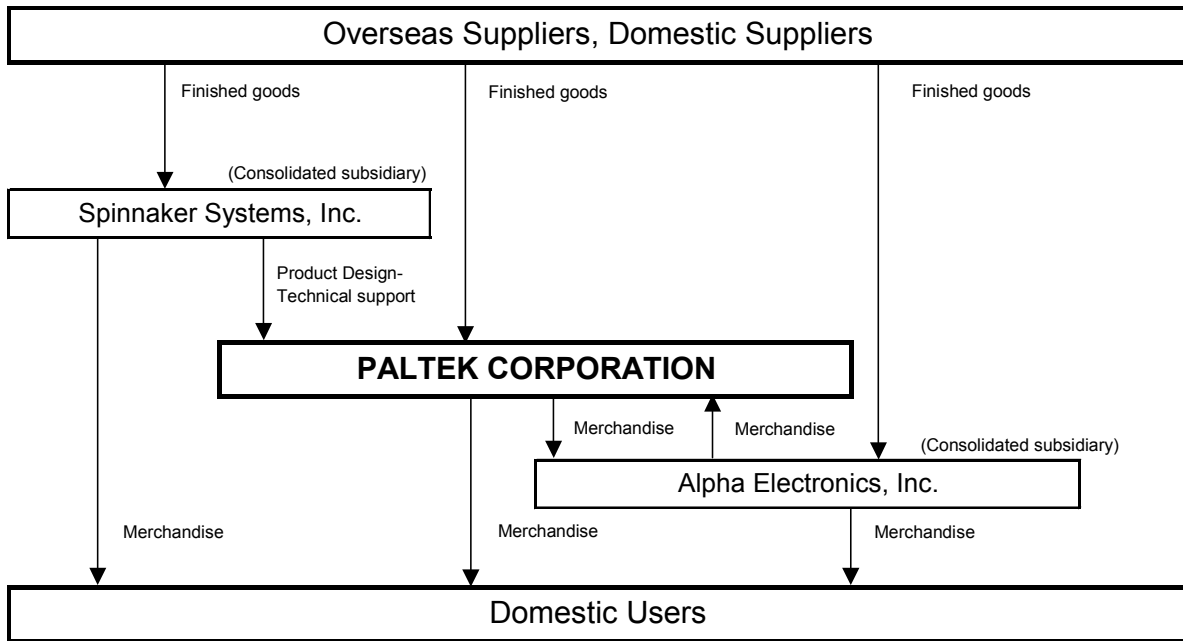 Overseas Suppliers, Domestic Suppliers
Finished goods
Finished goods
Finished goods
(Consolidated subsidiary)
Spinnaker Systems, Inc.
Product Design-
Technical support
PALTEK CORPORATION
Merchandise
Merchandise
(Consolidated subsidiary)
Alpha Electronics, Inc.
Merchandise
Merchandise
Merchandise
Domestic Users